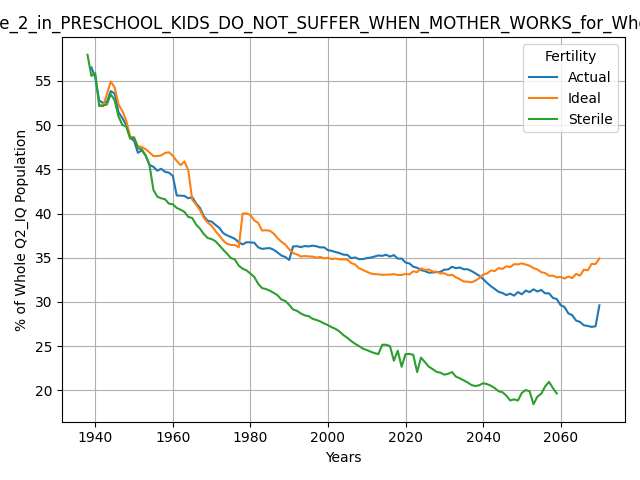 e_2_in_PRESCHOOL_KIDS_DO_NOT_SUFFER_WHEN_MOTHER_WORKS_for_Who
Fertility
Actual
Ideal
Sterile
% of Whole Q2_IQ Population
55
50
45
40
35
30
25
20
1940
1960
1980
2000
2020
2040
2060
Years